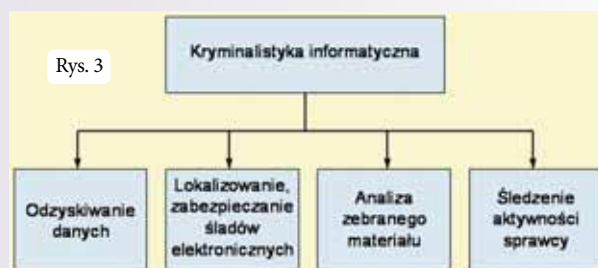 Rys. 3
Kryminalistyka informatyczna
Odzyskiwanie
danych
Lokalizowanie,
zabezpieczanie
śladów
elektronicznych
Analiza
zebranego
materiału
Śledzenie
aktywności
sprawcy